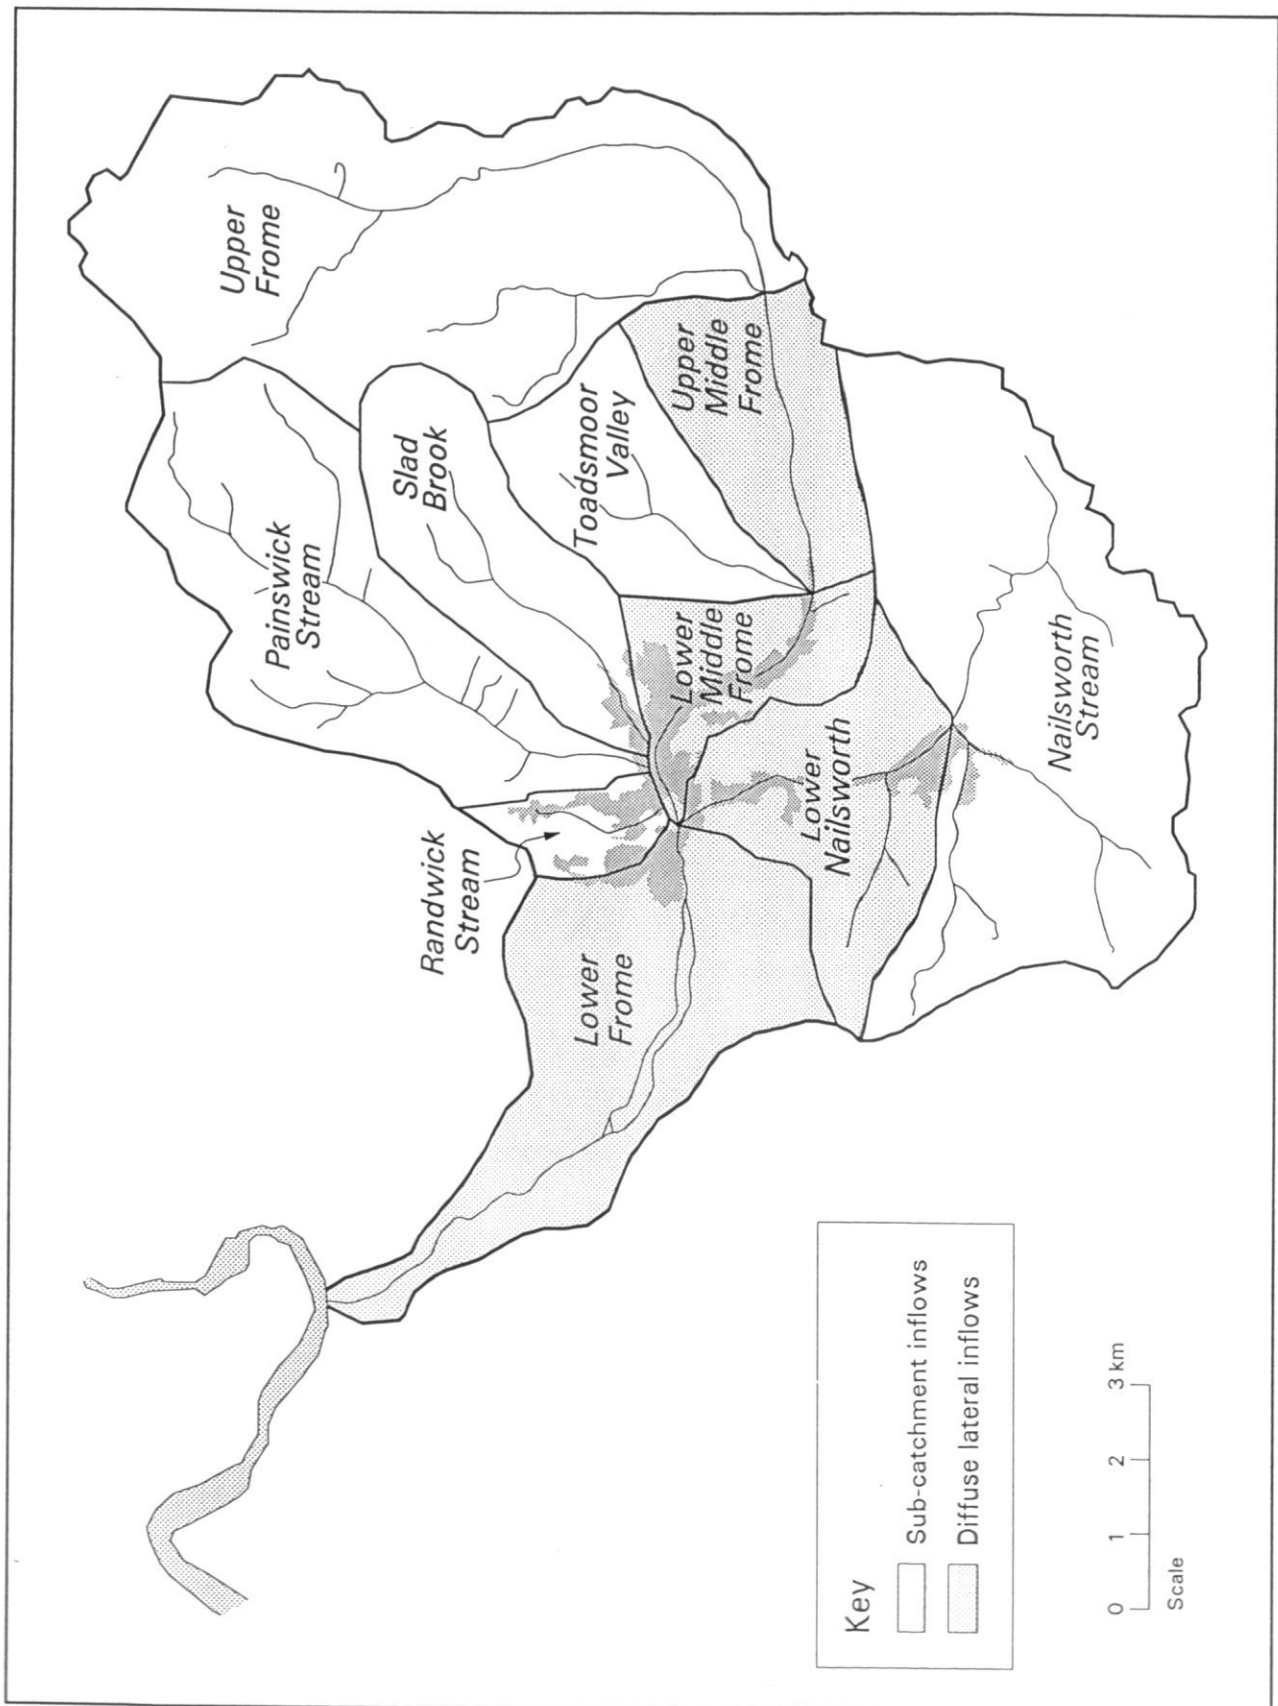 Upper
Frome
Painswick
Stream
Slad
Brook
Toadsmoor
Valley
Upper
Middle
Frome
Lower
Middle
Frome
Randwick
Stream
Lower
Frome
Lower
Nailsworth
Nailsworth
Stream
Key
Sub-catchment inflows
Diffuse lateral inflows
0 1 2 3 km
Scale